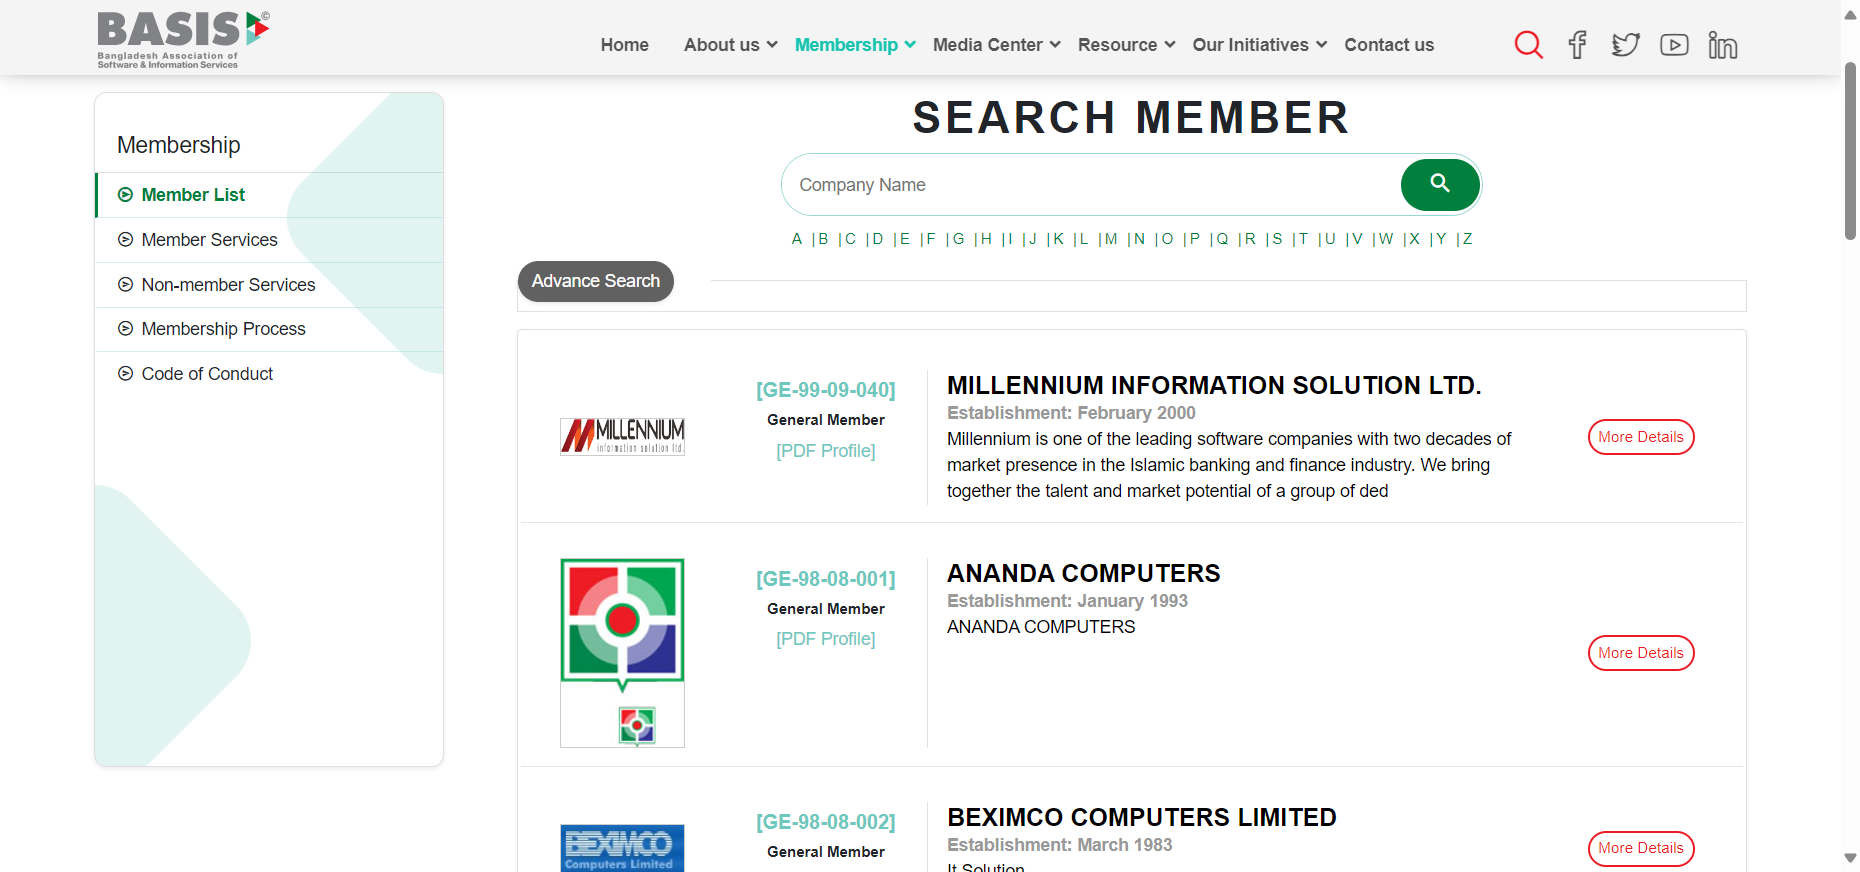 BASIS ©
Bangladesh Association of
Software & Information Services
Home About us Membership Media Center Resource Our Initiatives Contact us
Membership
Member List
Member Services
Non-member Services
Membership Process
Code of Conduct
SEARCH MEMBER
Company Name
A |B |C |D |E |F |G |H |I |J |K |L |M |N |O |P |Q |R |S |T |U |V |W |X |Y |Z
Advance Search
MILLENNIUM
information solution ltd.
[GE-99-09-040]
General Member
[PDF Profile]
MILLENNIUM INFORMATION SOLUTION LTD.
Establishment: February 2000
Millennium is one of the leading software companies with two decades of
market presence in the Islamic banking and finance industry. We bring
together the talent and market potential of a group of ded
More Details
[GE-98-08-001]
General Member
[PDF Profile]
ANANDA COMPUTERS
Establishment: January 1993
ANANDA COMPUTERS
More Details
BEXIMCO
Computers Limited
[GE-98-08-002]
General Member
BEXIMCO COMPUTERS LIMITED
Establishment: March 1983
It Solution
More Details